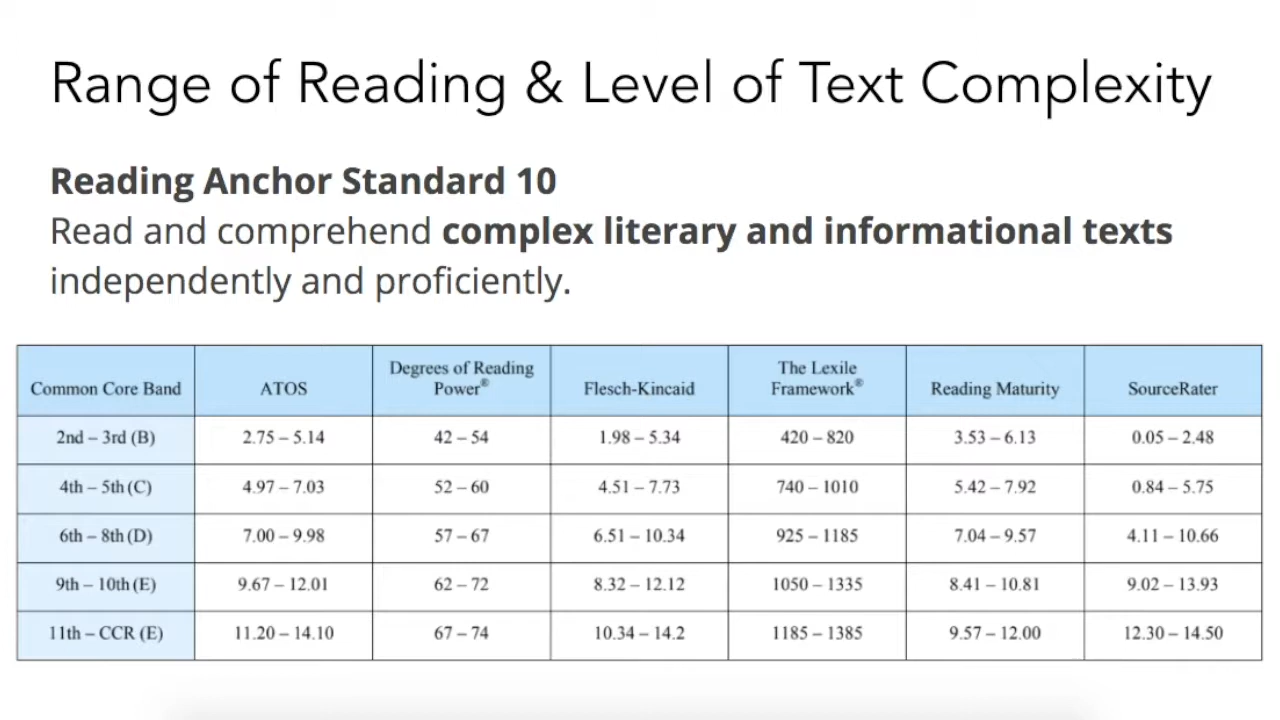 Range of Reading & Level of Text Complexity
Reading Anchor Standard 10
Read and comprehend complex literary and informational texts
independently and proficiently.
Common Core Band ATOS Degrees of Reading Power® Flesch-Kincaid The Lexile Framework® Reading Maturity SourceRater
2nd – 3rd (B) 2.75 – 5.14 42 – 54 1.98 – 5.34 420 – 820 3.53 – 6.13 0.05 – 2.48
4th – 5th (C) 4.97 – 7.03 52 – 60 4.51 – 7.73 740 – 1010 5.42 – 7.92 0.84 – 5.75
6th – 8th (D) 7.00 – 9.98 57 – 67 6.51 – 10.34 925 – 1185 7.04 – 9.57 4.11 – 10.66
9th – 10th (E) 9.67 – 12.01 62 – 72 8.32 – 12.12 1050 – 1335 8.41 – 10.81 9.02 – 13.93
11th – CCR (E) 11.20 – 14.10 67 – 74 10.34 – 14.2 1185 – 1385 9.57 – 12.00 12.30 – 14.50